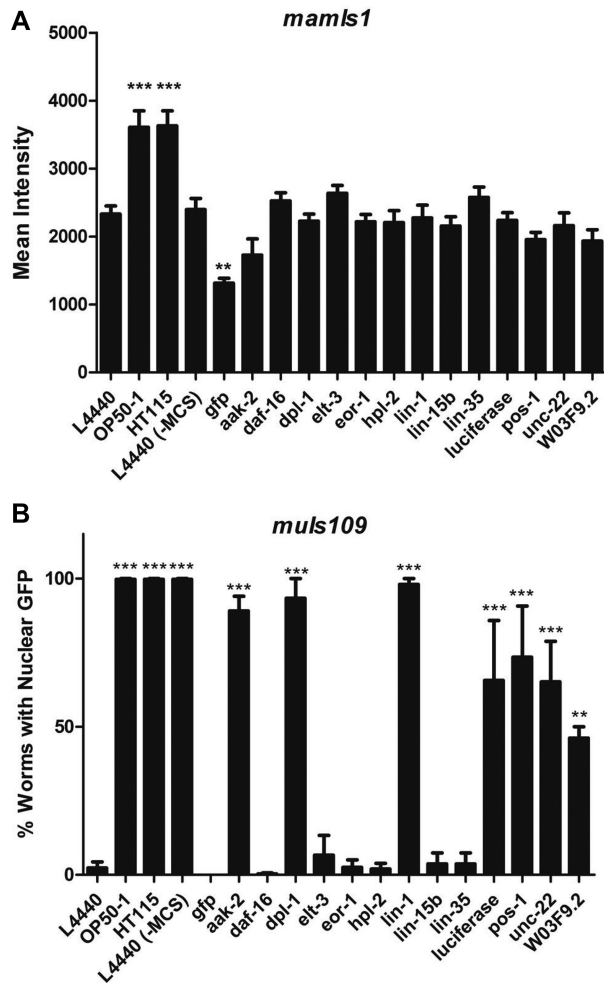 A
mamIs1
5000
4000
3000
2000
1000
0
Mean Intensity
*** ***
**
L4440
OP50-1
HT115
L4440 (-MCS)
gfp
aak-2
daf-16
dpl-1
elt-3
eor-1
hpl-2
lin-1
lin-15b
lin-35
luciferase
pos-1
unc-22
W03F9.2
B
muIs109
100
50
0
% Worms with Nuclear GFP
*** *** ***
***
***
***
***
***
***
**
L4440
OP50-1
HT115
L4440 (-MCS)
gfp
aak-2
daf-16
dpl-1
elt-3
eor-1
hpl-2
lin-1
lin-15b
lin-35
luciferase
pos-1
unc-22
W03F9.2